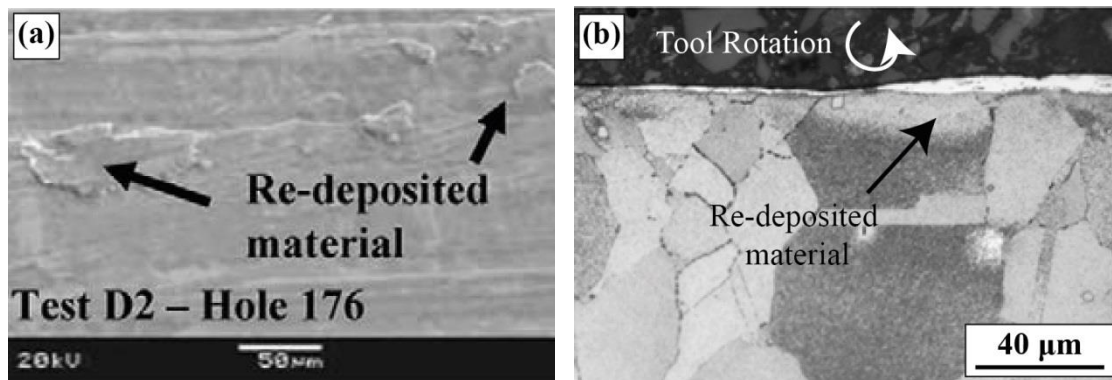 (a)
Re-deposited
material
Test D2 – Hole 176
20kV
50μm
(b)
Tool Rotation
Re-deposited
material
40 μm